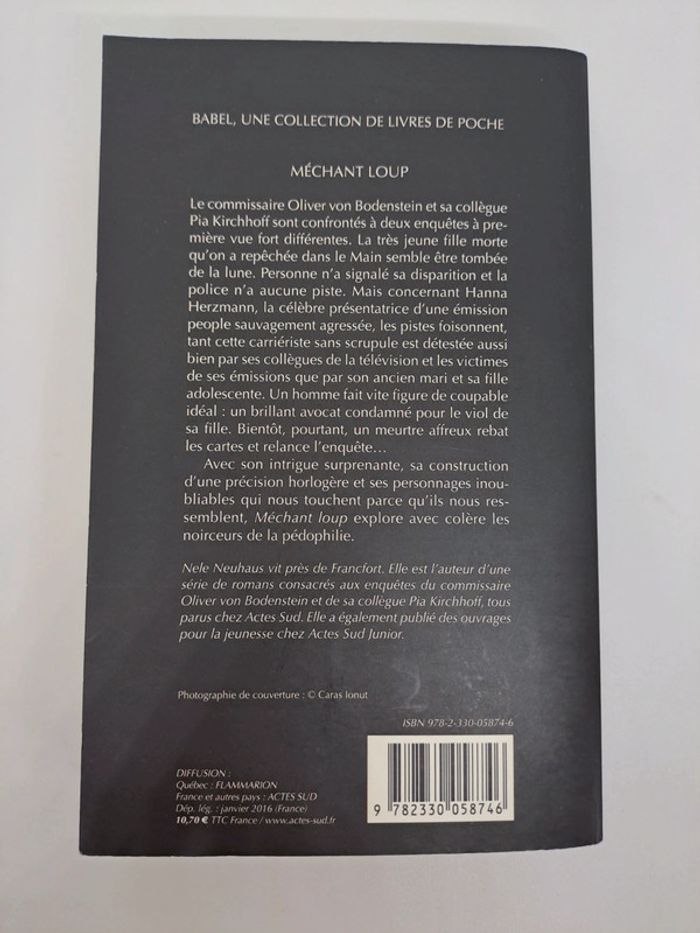 BABEL, UNE COLLECTION DE LIVRES DE POCHE
MÉCHANT LOUP
Le commissaire Oliver von Bodenstein et sa collègue
Pia Kirchhoff sont confrontés à deux enquêtes à pre-
mière vue fort différentes. La très jeune fille morte
qu'on a repêchée dans le Main semble être tombée
de la lune. Personne n'a signalé sa disparition et la
police n'a aucune piste. Mais concernant Hanna
Herzmann, la célèbre présentatrice d'une émission
people sauvagement agressée, les pistes foisonnent,
tant cette carriériste sans scrupule est détestée aussi
bien par ses collègues de la télévision et les victimes
de ses émissions que par son ancien mari et sa fille
adolescente. Un homme fait vite figure de coupable
idéal : un brillant avocat condamné pour le viol de
sa fille. Bientôt, pourtant, un meurtre affreux rebat
les cartes et relance l'enquête...
Avec son intrigue surprenante, sa construction
d'une précision horlogère et ses personnages inou-
bliables qui nous touchent parce qu'ils nous res-
semblent, Méchant loup explore avec colère les
noirceurs de la pédophilie.
Nele Neuhaus vit près de Francfort. Elle est l'auteur d'une
série de romans consacrés aux enquêtes du commissaire
Oliver von Bodenstein et de sa collègue Pia Kirchhoff, tous
parus chez Actes Sud. Elle a également publié des ouvrages
pour la jeunesse chez Actes Sud Junior.
Photographie de couverture : © Caras Ionut
ISBN 978-2-330-05874-6
DIFFUSION :
Québec : FLAMMARION
France et autres pays : ACTES SUD
Dép. lég. : janvier 2016 (France)
10,70 € TTC France / www.actes-sud.fr
9 782330 058746